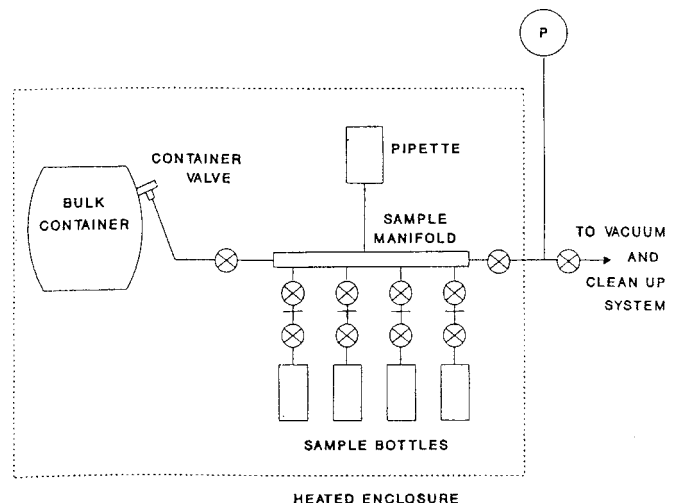 P
CONTAINER
VALVE
PIPETTE
BULK
CONTAINER
SAMPLE
MANIFOLD
TO VACUUM
AND
CLEAN UP
SYSTEM
SAMPLE BOTTLES
HEATED ENCLOSURE